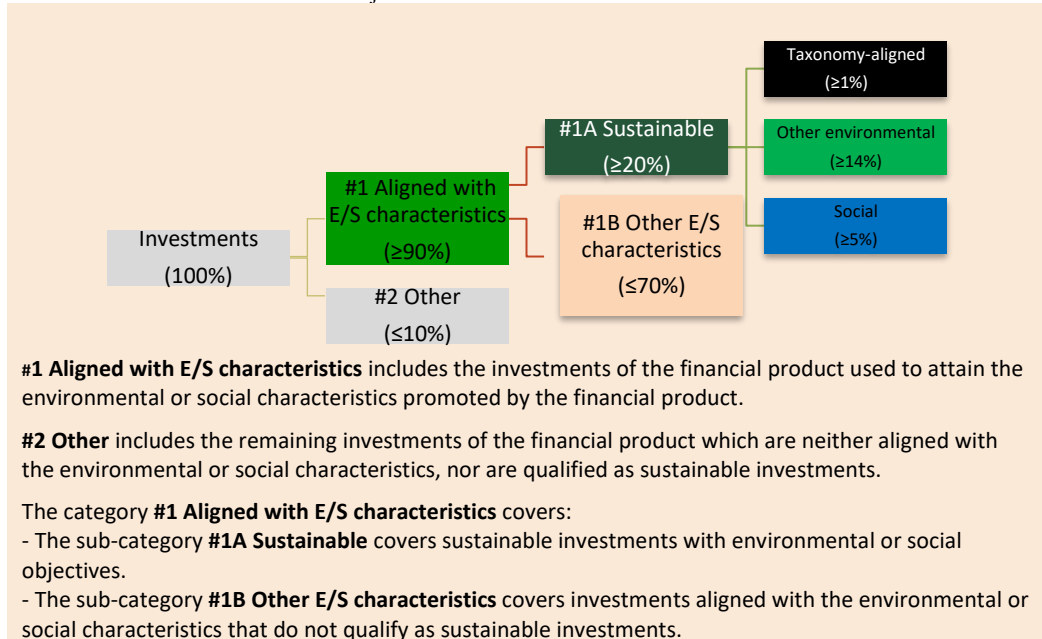 Taxonomy-aligned
(≥1%)
#1A Sustainable
(≥20%)
Other environmental
(≥14%)
#1 Aligned with
E/S characteristics
(≥90%)
#1B Other E/S
characteristics
(≤70%)
Social
(≥5%)
Investments
(100%)
#2 Other
(≤10%)
#1 Aligned with E/S characteristics includes the investments of the financial product used to attain the
environmental or social characteristics promoted by the financial product.
#2 Other includes the remaining investments of the financial product which are neither aligned with
the environmental or social characteristics, nor are qualified as sustainable investments.
The category #1 Aligned with E/S characteristics covers:
- The sub-category #1A Sustainable covers sustainable investments with environmental or social
objectives.
- The sub-category #1B Other E/S characteristics covers investments aligned with the environmental or
social characteristics that do not qualify as sustainable investments.